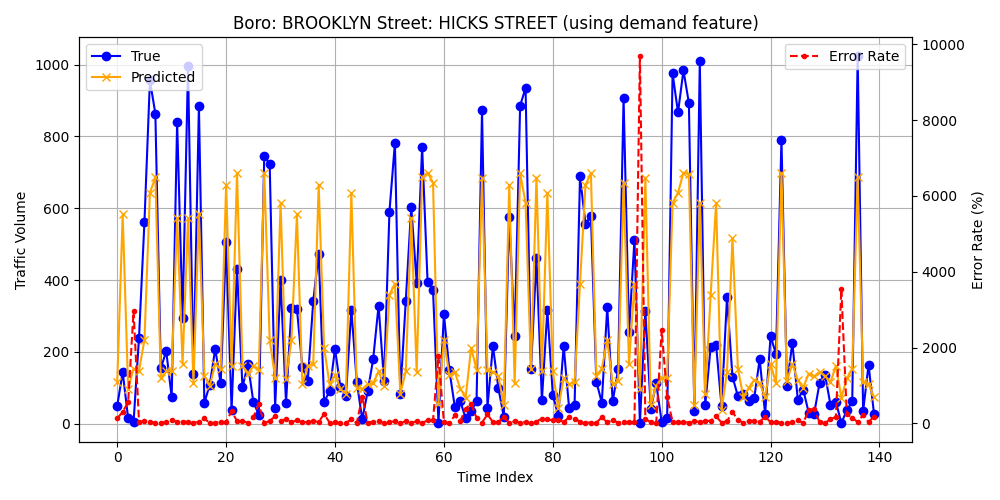 Boro: BROOKLYN Street: HICKS STREET (using demand feature)
True
Predicted
Error Rate
1000
800
600
400
200
0
Traffic Volume
10000
8000
6000
4000
2000
0
Error Rate (%)
0 20 40 60 80 100 120 140
Time Index